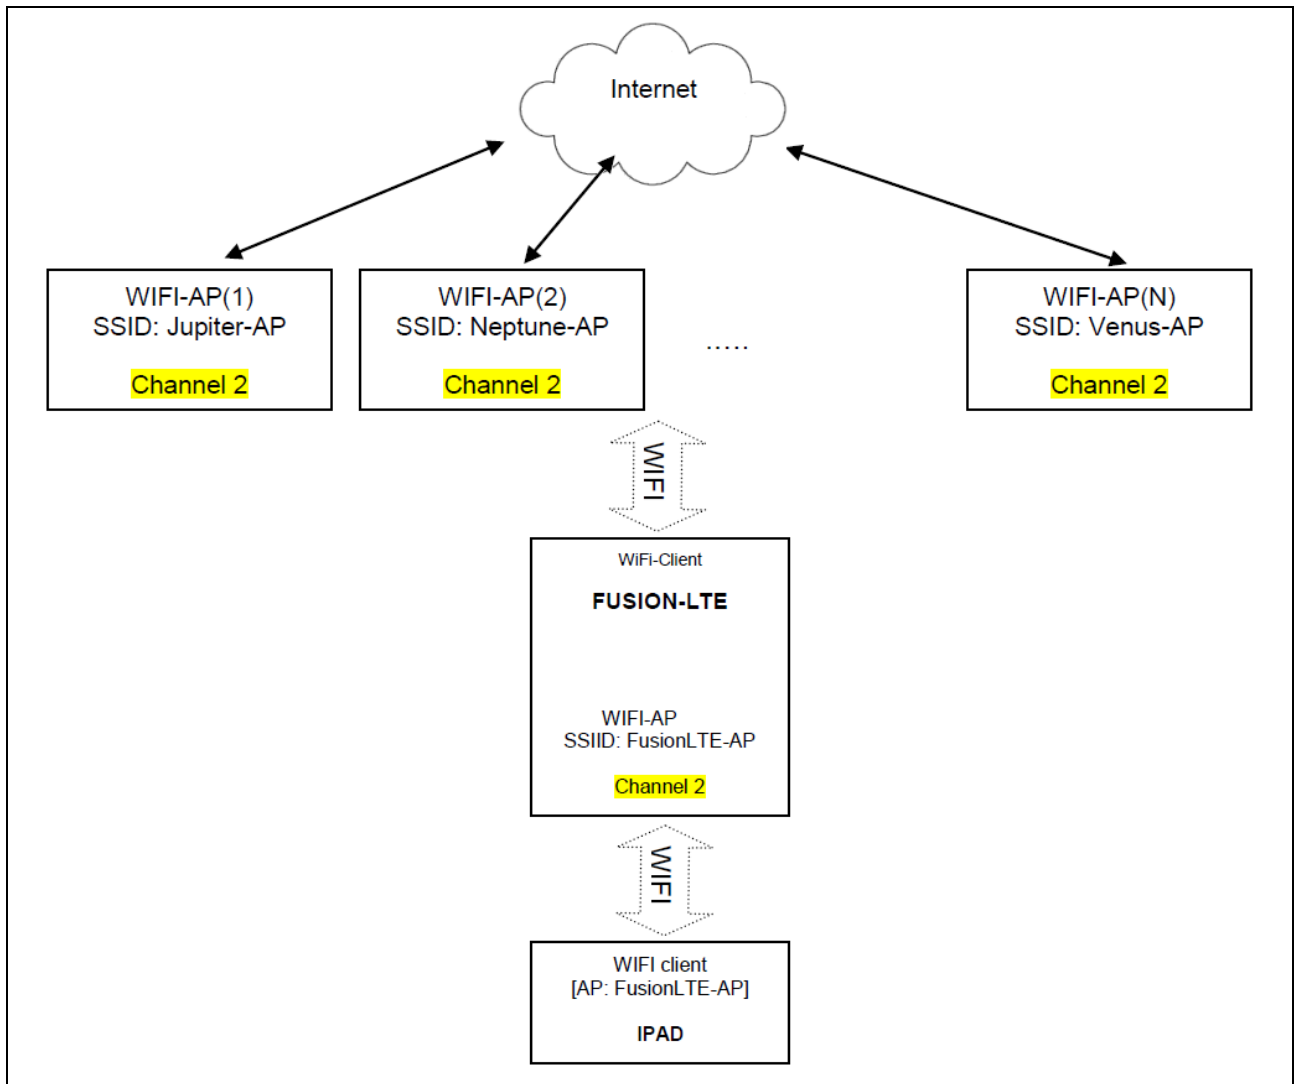 Internet
WIFI-AP(1)
SSID: Jupiter-AP
Channel 2
WIFI-AP(2)
SSID: Neptune-AP
Channel 2
.....
WIFI-AP(N)
SSID: Venus-AP
Channel 2
WIFI
WiFi-Client
FUSION-LTE
WIFI-AP
SSIID: FusionLTE-AP
Channel 2
WIFI
WIFI client
[AP: FusionLTE-AP]
IPAD